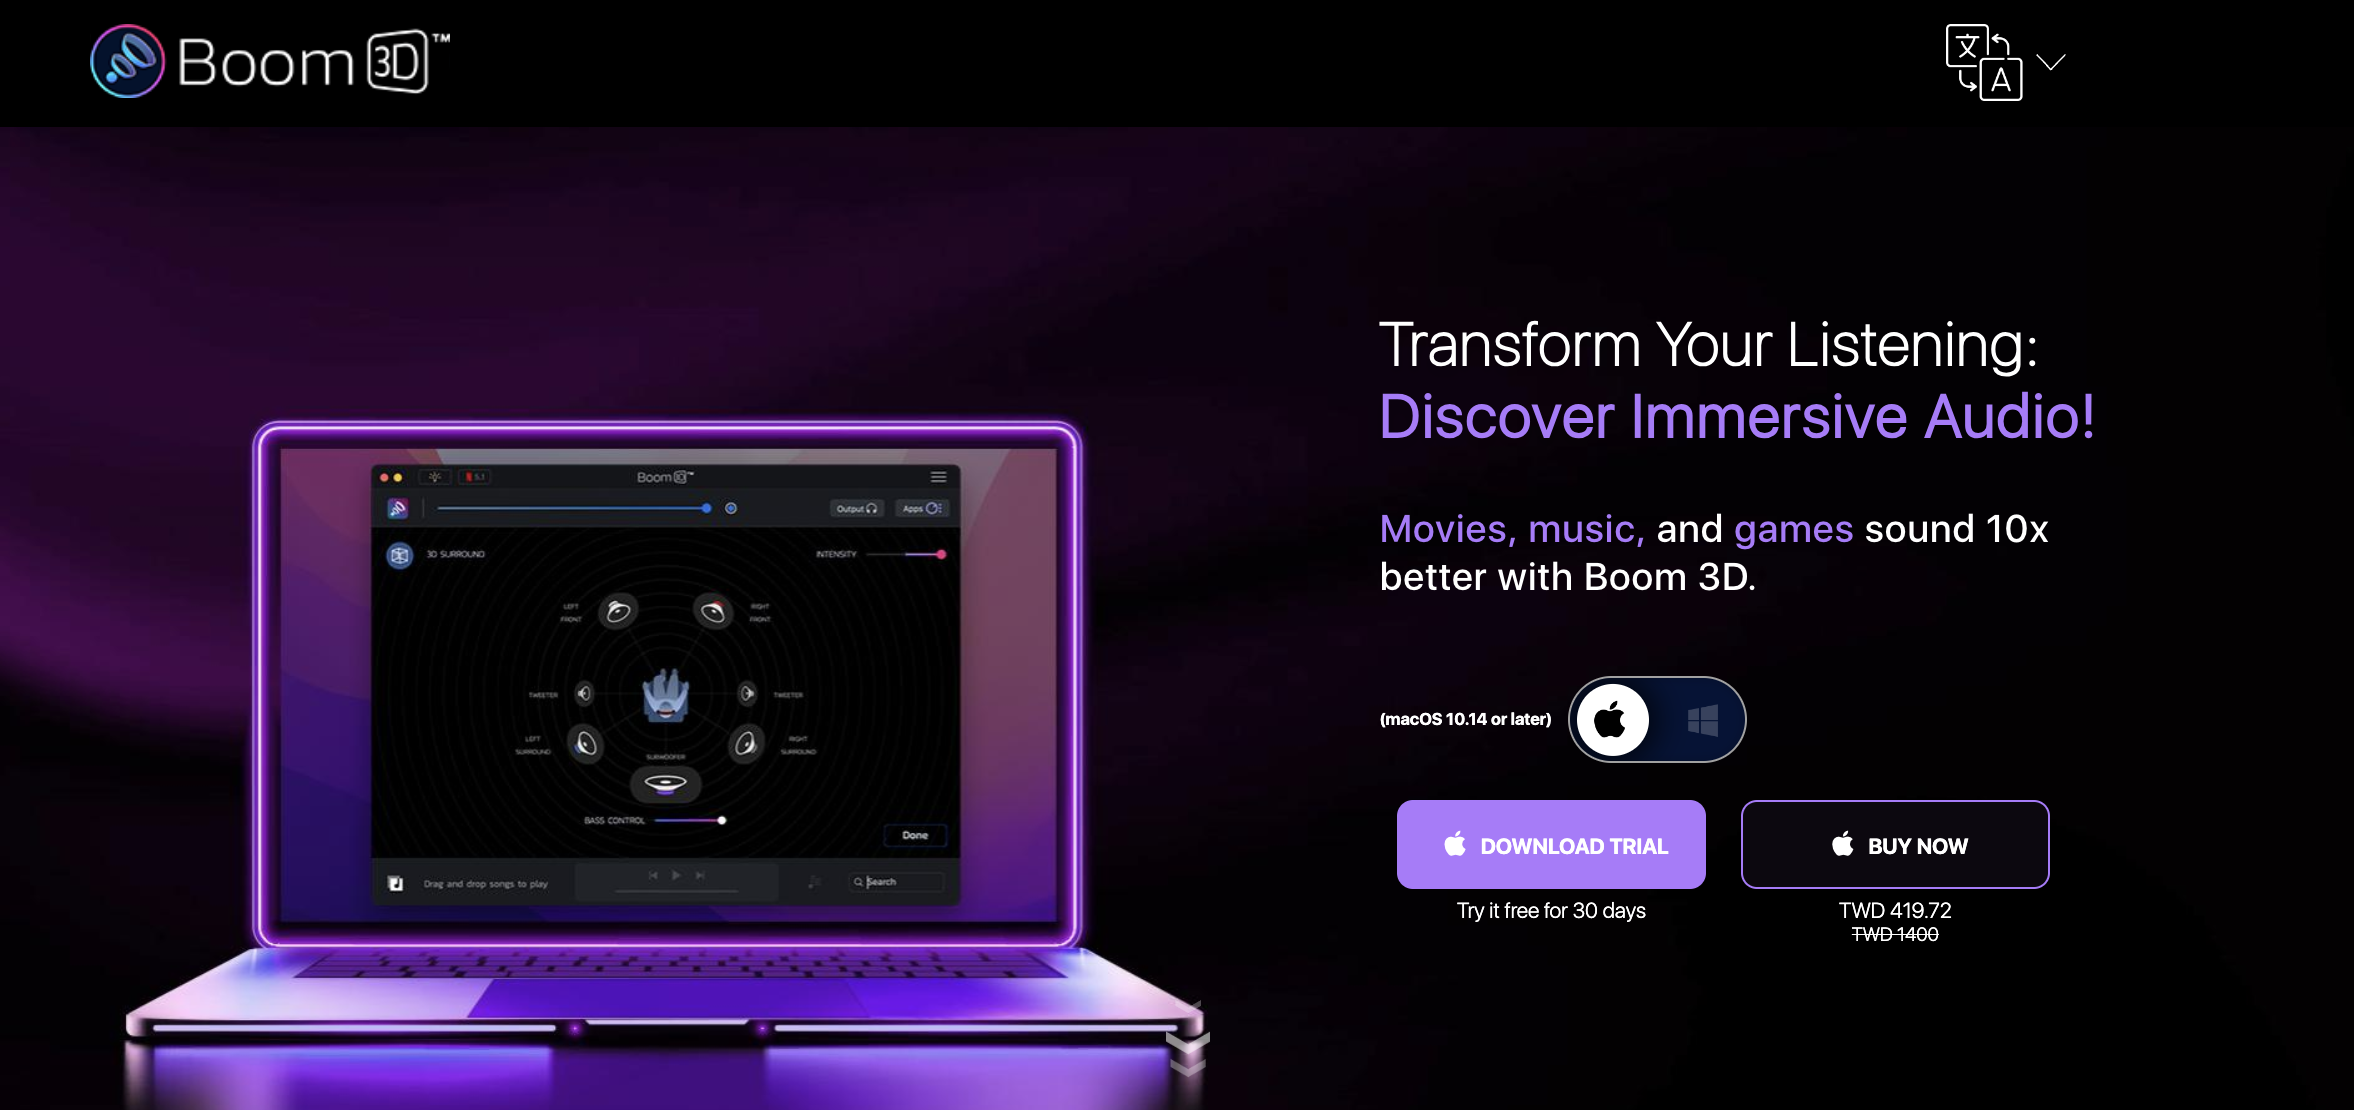 Boom 3D™
文
A
Transform Your Listening:
Discover Immersive Audio!
Movies, music, and games sound 10x
better with Boom 3D.
(macOS 10.14 or later)
DOWNLOAD TRIAL
BUY NOW
Try it free for 30 days
TWD 419.72
TWD 1400
5.1
Boom 3D™
Output
Apps
3D SURROUND
INTENSITY
LEFT
FRONT
RIGHT
FRONT
TWEETER
TWEETER
LEFT
SURROUND
RIGHT
SURROUND
SUBWOOFER
BASS CONTROL
Done
Drag and drop songs to play
Search